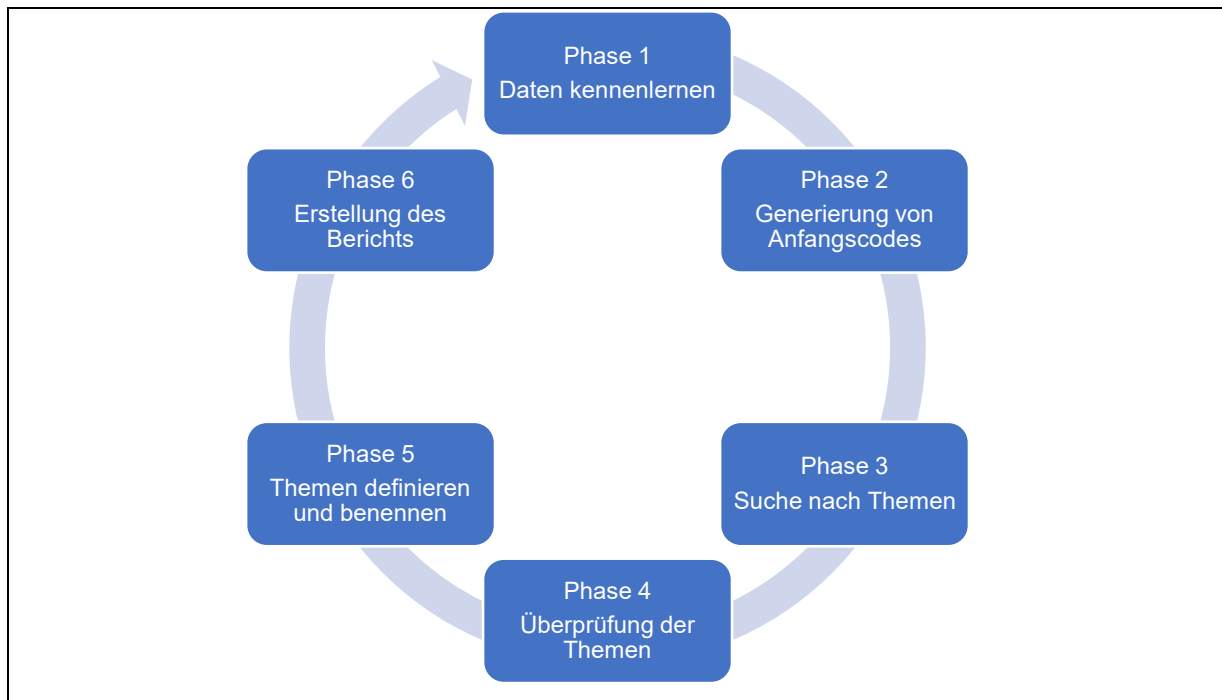 Phase 1
Daten kennenlernen
Phase 2
Generierung von
Anfangscodes
Phase 3
Suche nach Themen
Phase 4
Überprüfung der
Themen
Phase 5
Themen definieren
und benennen
Phase 6
Erstellung des
Berichts